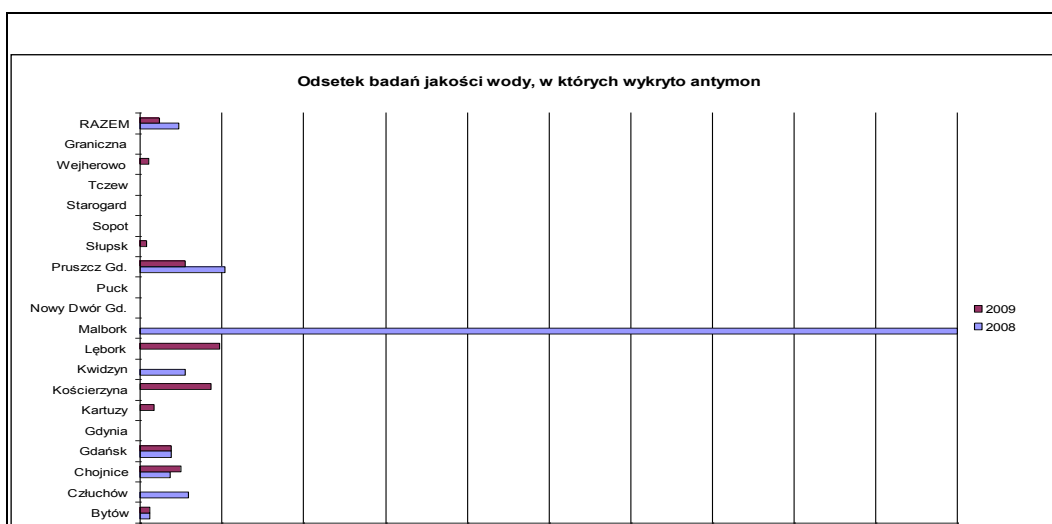 Odsetek badań jakości wody, w których wykryto antymon
RAZEM
Graniczna
Wejherowo
Tczew
Starogard
Sopot
Słupsk
Pruszcz Gd.
Puck
Nowy Dwór Gd.
Malbork
Lębork
Kwidzyn
Kościerzyna
Kartuzy
Gdynia
Gdańsk
Chojnice
Człuchów
Bytów
2009
2008